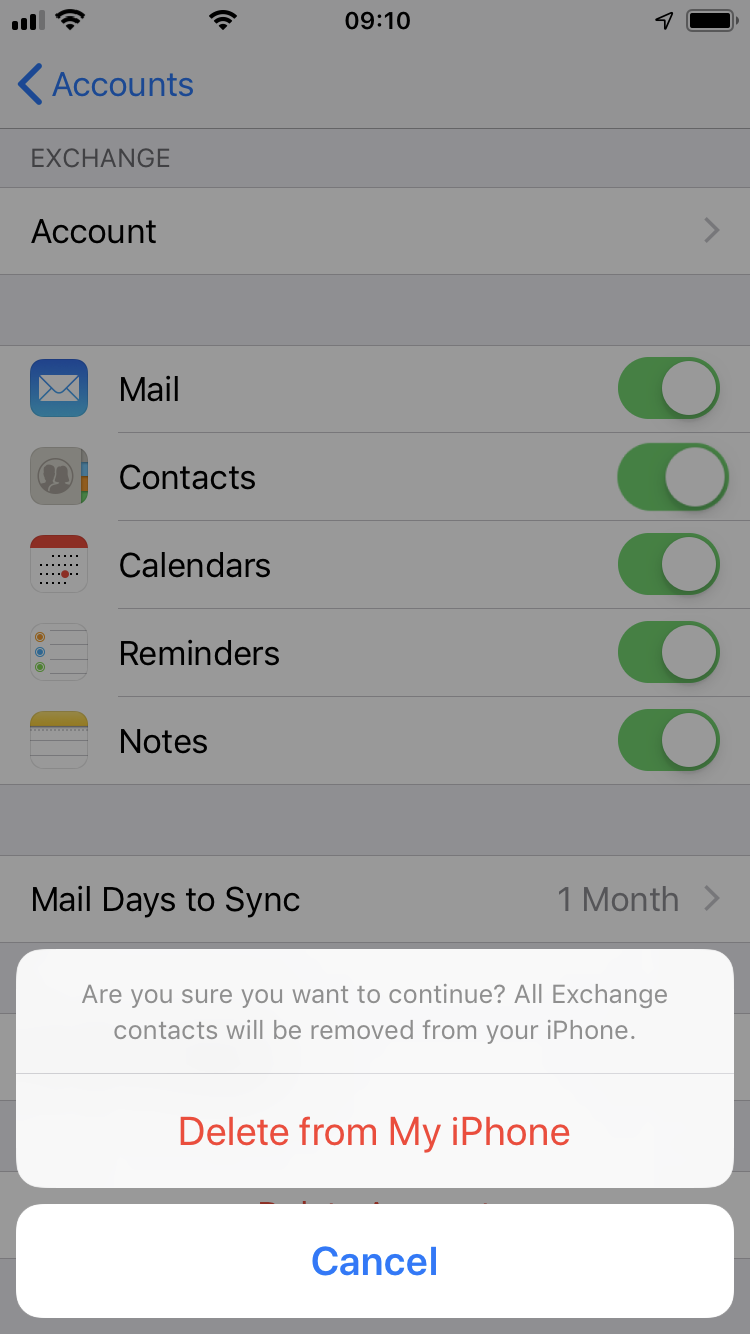 09:10
Accounts
EXCHANGE
Account
Mail
Contacts
Calendars
Reminders
Notes
Mail Days to Sync 1 Month
Are you sure you want to continue? All Exchange
contacts will be removed from your iPhone.
Delete from My iPhone
Cancel